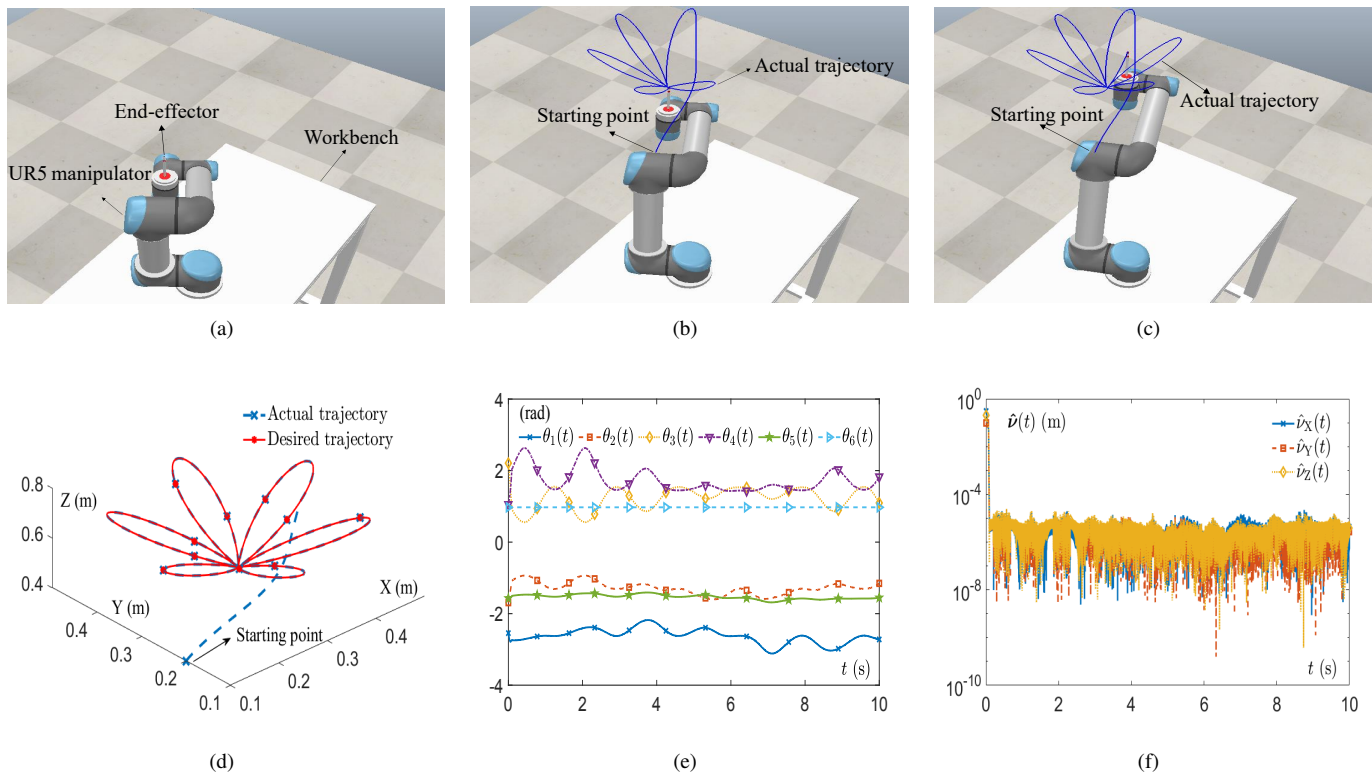 End-effector
Workbench
UR5 manipulator
(a)
Actual trajectory
Starting point
(b)
Actual trajectory
Starting point
(c)
Actual trajectory
Desired trajectory
Z (m)
0.8
0.6
0.4
Y (m)
0.4
0.3
0.2
0.1
X (m)
0.4
0.3
0.2
0.1
Starting point
(d)
(rad)
θ₁(t) θ₂(t) θ₃(t) θ₄(t) θ₅(t) θ₆(t)
4
2
0
-2
-4
t (s)
0 2 4 6 8 10
(e)
10⁰
ν̂(t) (m)
ν̂X(t)
ν̂Y(t)
ν̂Z(t)
10⁻⁴
10⁻⁸
10⁻¹⁰
t (s)
0 2 4 6 8 10
(f)